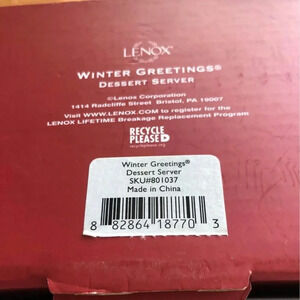 LENOX®
WINTER GREETINGS®
DESSERT SERVER
©Lenox Corporation
1414 Radcliffe Street Bristol, PA 19007
Visit WWW.LENOX.COM to register for the
LENOX LIFETIME Breakage Replacement Program
RECYCLE
PLEASE
recycleplease.org
Winter Greetings®
Dessert Server
SKU#801037
Made in China
8 82864 18770 3